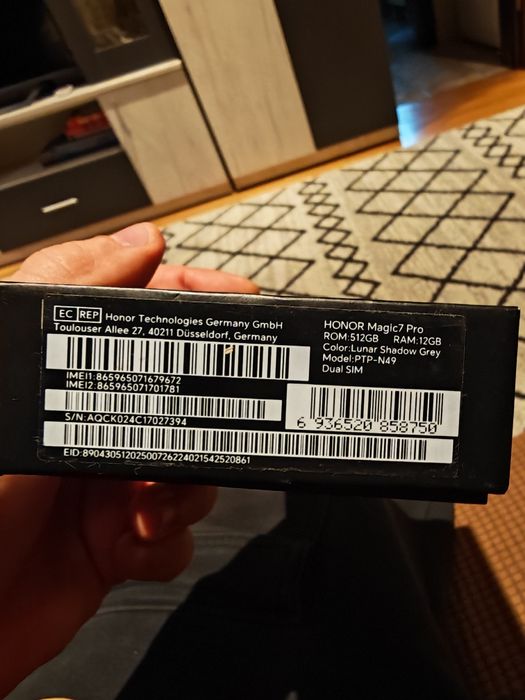 EC REP Honor Technologies Germany GmbH
Toulouser Allee 27, 40211 Düsseldorf, Germany
IMEI1:865965071679672
IMEI2:865965071701781
S/N:AQCK024C17027394
EID:89043051202500726224021542520861
HONOR Magic7 Pro
ROM:512GB RAM:12GB
Color:Lunar Shadow Grey
Model:PTP-N49
Dual SIM
6 936520 858750